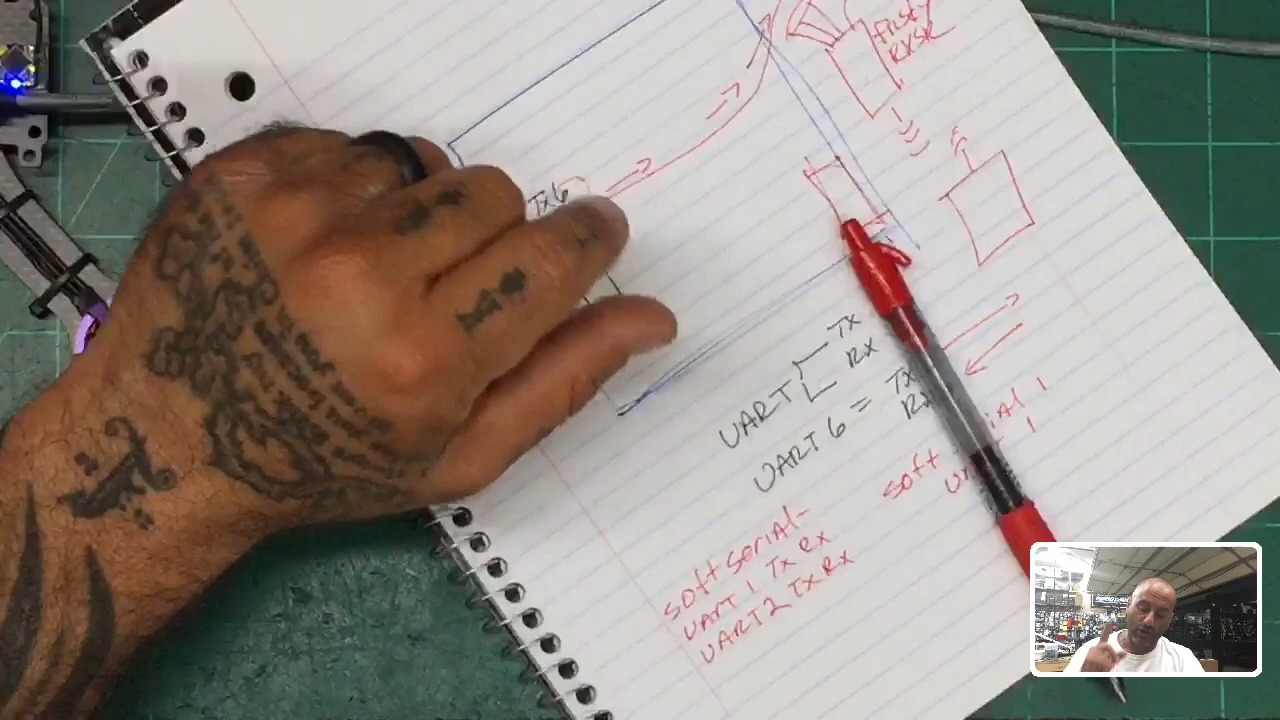 frsky
RXSR
TX6
UART TX
RX
UART 6 = TX
soft
1
1
soft serial-
UART 1 TX RX
UART 2 TX RX